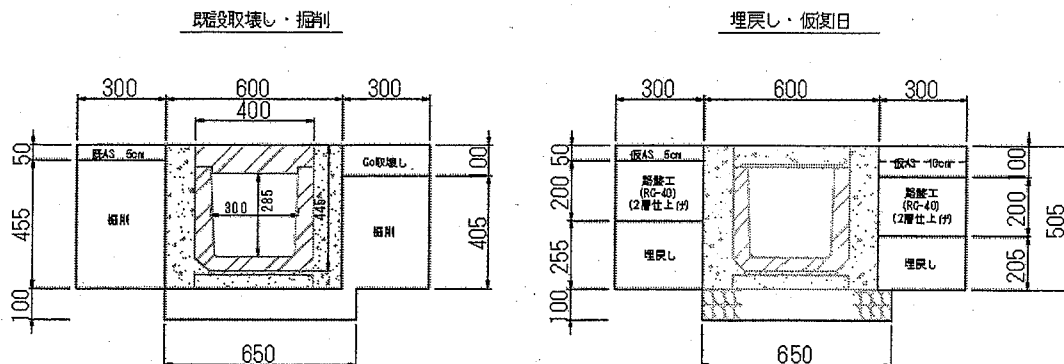 既設取壊し・掘削
300
600
300
400
50
既AS 5cm
Co取壊し
100
455
掘削
300
285
445
掘削
405
100
650
埋戻し・仮復旧
300
600
300
50
仮AS 5cm
仮AS 10cm
100
200
路盤工
(RC-40)
(2層仕上げ)
路盤工
(RC-40)
(2層仕上げ)
200
505
255
埋戻し
埋戻し
205
100
650